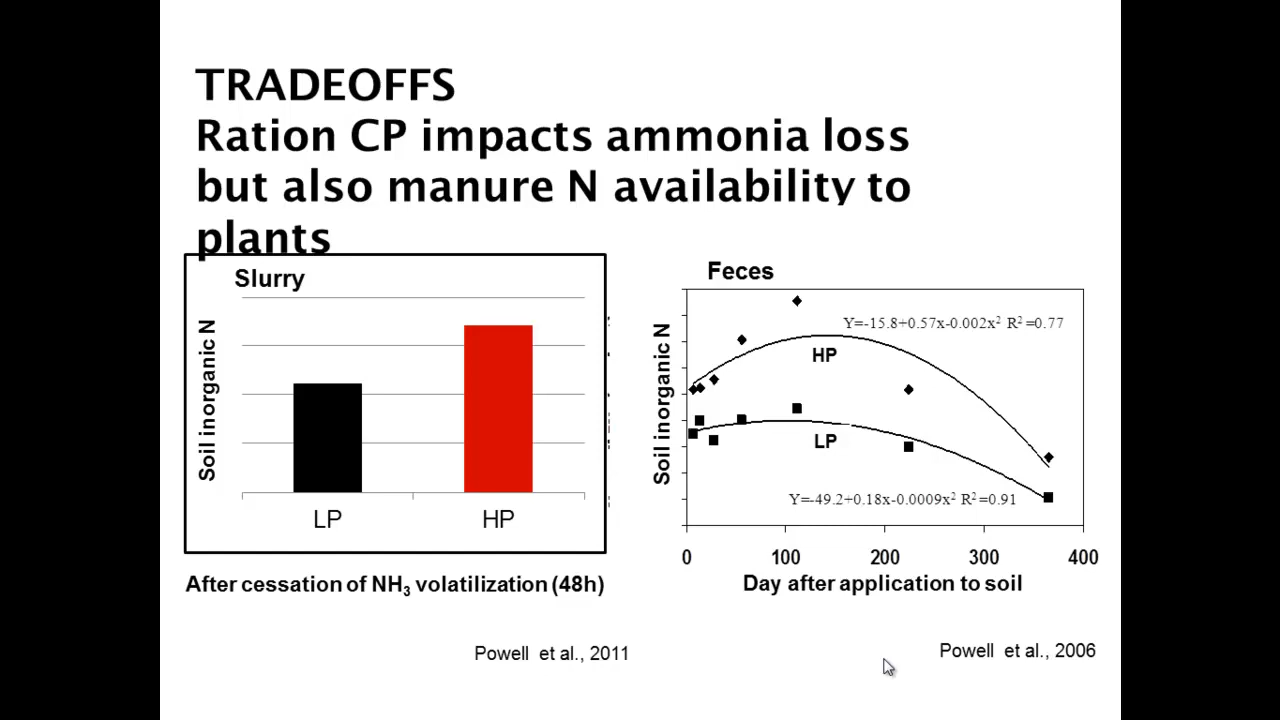 TRADEOFFS
Ration CP impacts ammonia loss
but also manure N availability to
plants
Slurry
Soil inorganic N
LP
HP
After cessation of NH₃ volatilization (48h)
Powell et al., 2011
Feces
Soil inorganic N
Y=-15.8+0.57x-0.002x² R²=0.77
HP
LP
Y=-49.2+0.18x-0.0009x² R²=0.91
0 100 200 300 400
Day after application to soil
Powell et al., 2006